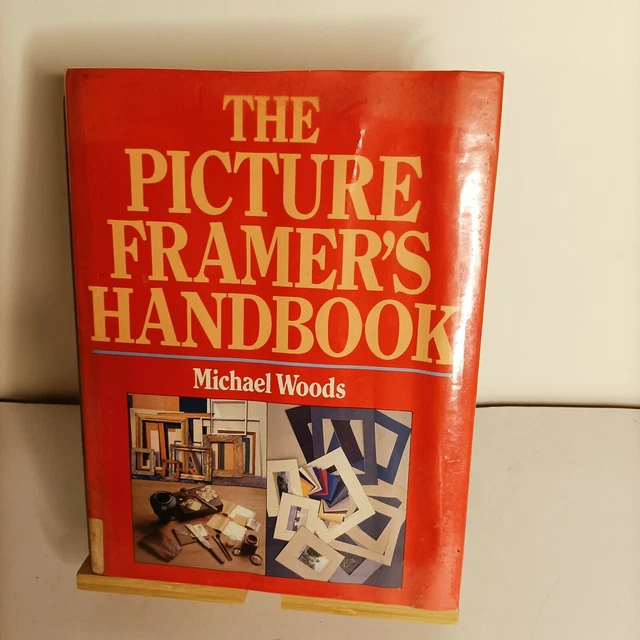 THE
PICTURE
FRAMER'S
HANDBOOK
Michael Woods